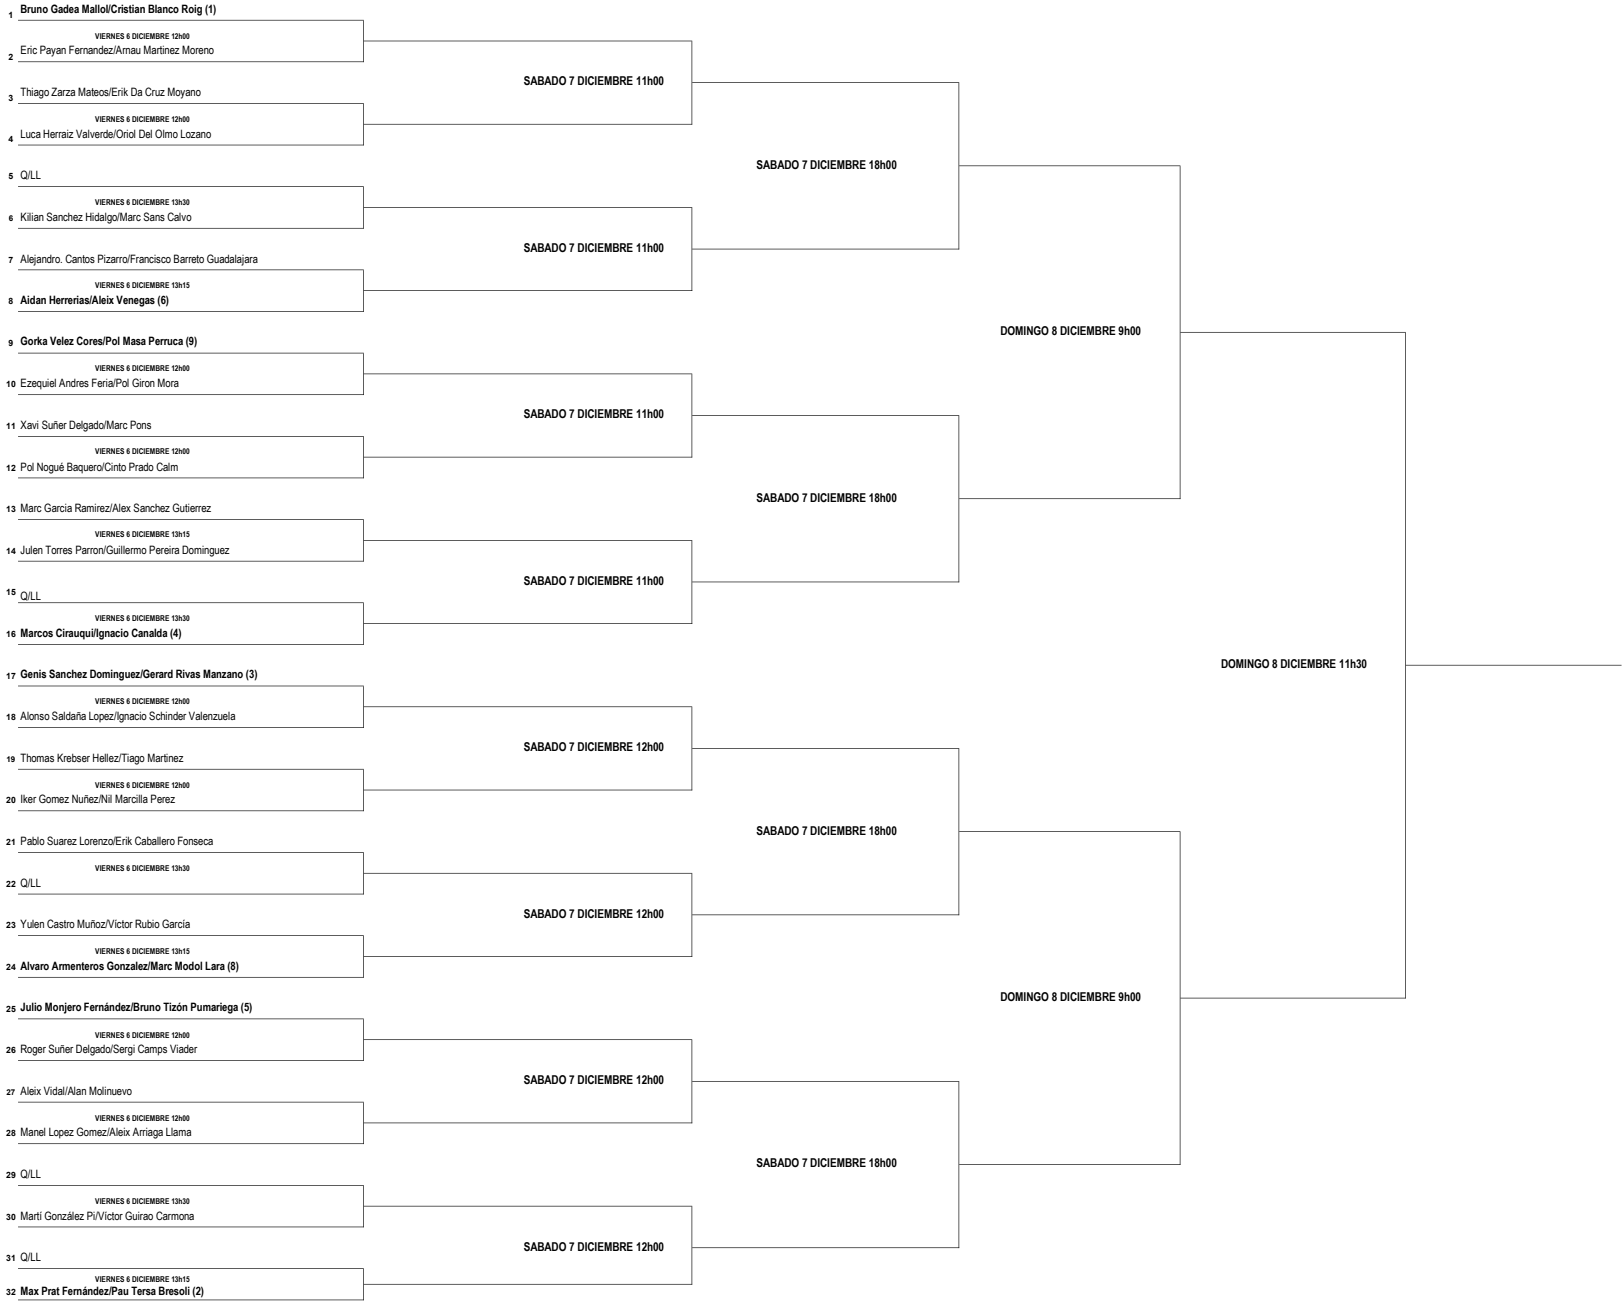 1 Bruno Gadea Mallol/Cristian Blanco Roig (1)
VIERNES 6 DICIEMBRE 12h00
2 Eric Payan Fernandez/Arnau Martinez Moreno
SABADO 7 DICIEMBRE 11h00
3 Thiago Zarza Mateos/Erik Da Cruz Moyano
VIERNES 6 DICIEMBRE 12h00
4 Luca Herraiz Valverde/Oriol Del Olmo Lozano
SABADO 7 DICIEMBRE 18h00
5 Q/LL
VIERNES 6 DICIEMBRE 13h30
6 Kilian Sanchez Hidalgo/Marc Sans Calvo
SABADO 7 DICIEMBRE 11h00
7 Alejandro. Cantos Pizarro/Francisco Barreto Guadalajara
VIERNES 6 DICIEMBRE 13h15
8 Aidan Herrerias/Aleix Venegas (6)
DOMINGO 8 DICIEMBRE 9h00
9 Gorka Velez Cores/Pol Masa Perruca (9)
VIERNES 6 DICIEMBRE 12h00
10 Ezequiel Andres Feria/Pol Giron Mora
SABADO 7 DICIEMBRE 11h00
11 Xavi Suñer Delgado/Marc Pons
VIERNES 6 DICIEMBRE 12h00
12 Pol Nogué Baquero/Cinto Prado Calm
SABADO 7 DICIEMBRE 18h00
13 Marc Garcia Ramirez/Alex Sanchez Gutierrez
VIERNES 6 DICIEMBRE 13h15
14 Julen Torres Parron/Guillermo Pereira Dominguez
SABADO 7 DICIEMBRE 11h00
15 Q/LL
VIERNES 6 DICIEMBRE 13h30
16 Marcos Cirauqui/Ignacio Canalda (4)
DOMINGO 8 DICIEMBRE 11h30
17 Genis Sanchez Dominguez/Gerard Rivas Manzano (3)
VIERNES 6 DICIEMBRE 12h00
18 Alonso Saldaña Lopez/Ignacio Schinder Valenzuela
SABADO 7 DICIEMBRE 12h00
19 Thomas Krebser Hellez/Tiago Martinez
VIERNES 6 DICIEMBRE 12h00
20 Iker Gomez Nuñez/Nil Marcilla Perez
SABADO 7 DICIEMBRE 18h00
21 Pablo Suarez Lorenzo/Erik Caballero Fonseca
VIERNES 6 DICIEMBRE 13h30
22 Q/LL
SABADO 7 DICIEMBRE 12h00
23 Yulen Castro Muñoz/Víctor Rubio García
VIERNES 6 DICIEMBRE 13h15
24 Alvaro Armenteros Gonzalez/Marc Modol Lara (8)
DOMINGO 8 DICIEMBRE 9h00
25 Julio Monjero Fernández/Bruno Tizón Pumariega (5)
VIERNES 6 DICIEMBRE 12h00
26 Roger Suñer Delgado/Sergi Camps Viader
SABADO 7 DICIEMBRE 12h00
27 Aleix Vidal/Alan Molinuevo
VIERNES 6 DICIEMBRE 12h00
28 Manel Lopez Gomez/Aleix Arriaga Llama
SABADO 7 DICIEMBRE 18h00
29 Q/LL
VIERNES 6 DICIEMBRE 13h30
30 Martí González Pi/Víctor Guirao Carmona
SABADO 7 DICIEMBRE 12h00
31 Q/LL
VIERNES 6 DICIEMBRE 13h15
32 Max Prat Fernández/Pau Tersa Bresoli (2)